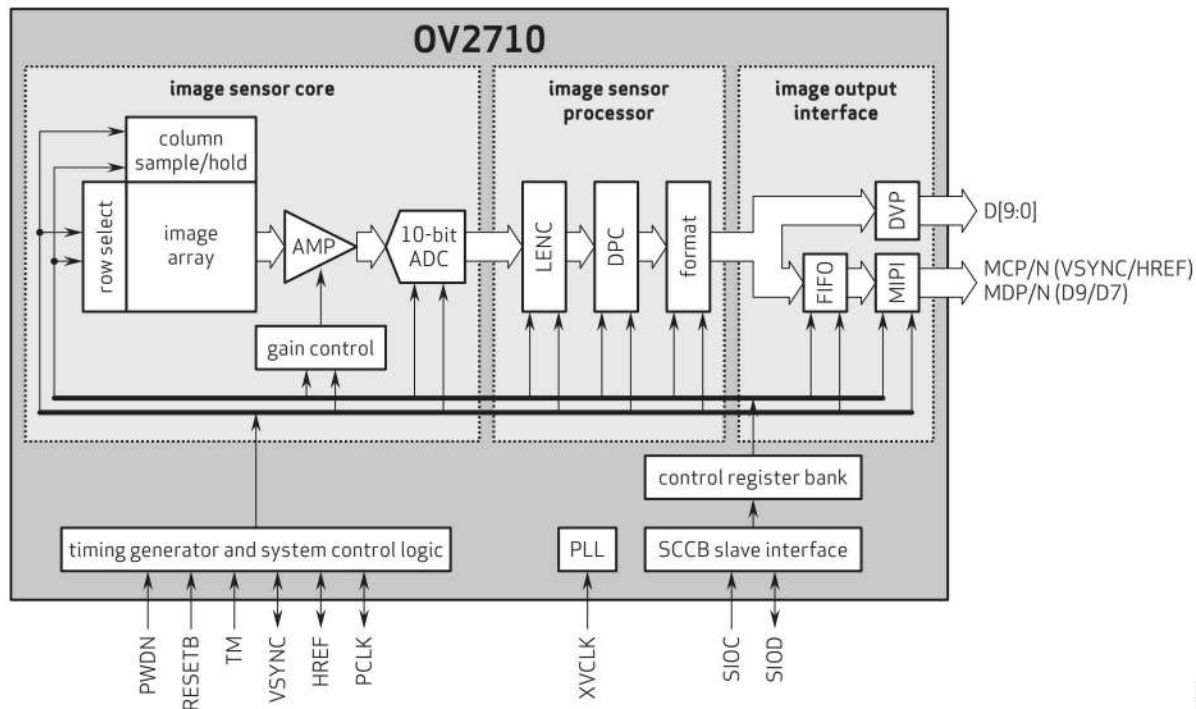 OV2710
image sensor core
image sensor
processor
image output
interface
column
sample/hold
row select
image
array
AMP
10-bit
ADC
gain control
LENC
DPC
format
DVP
FIFO
MIPI
D[9:0]
MCP/N (VSYNC/HREF)
MDP/N (D9/D7)
control register bank
timing generator and system control logic
PLL
SCCB slave interface
PWDN
RESETB
TM
VSYNC
HREF
PCLK
XVCLK
SIOC
SIOD